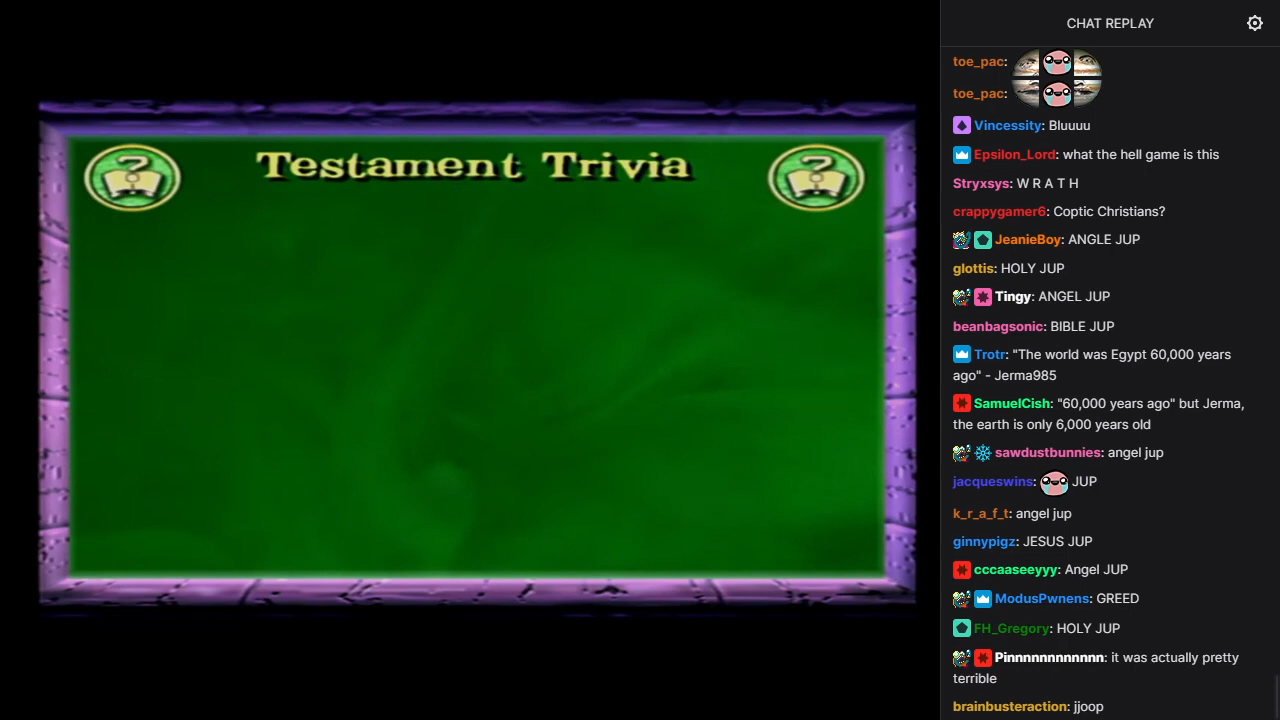 CHAT REPLAY
Testament Trivia
?
?
toe_pac:
toe_pac:
Vincessity: Bluuuu
Epsilon_Lord: what the hell game is this
Stryxsys: W R A T H
crappygamer6: Coptic Christians?
JeanieBoy: ANGLE JUP
glottis: HOLY JUP
Tingy: ANGEL JUP
beanbagsonic: BIBLE JUP
Trotr: "The world was Egypt 60,000 years
ago" - Jerma985
SamuelCish: "60,000 years ago" but Jerma,
the earth is only 6,000 years old
sawdustbunnies: angel jup
jacqueswins: JUP
k_r_a_f_t: angel jup
ginnypigz: JESUS JUP
cccaaseeyyy: Angel JUP
ModusPwnens: GREED
FH_Gregory: HOLY JUP
Pinnnnnnnnnnnn: it was actually pretty
terrible
brainbusteraction: jjoop